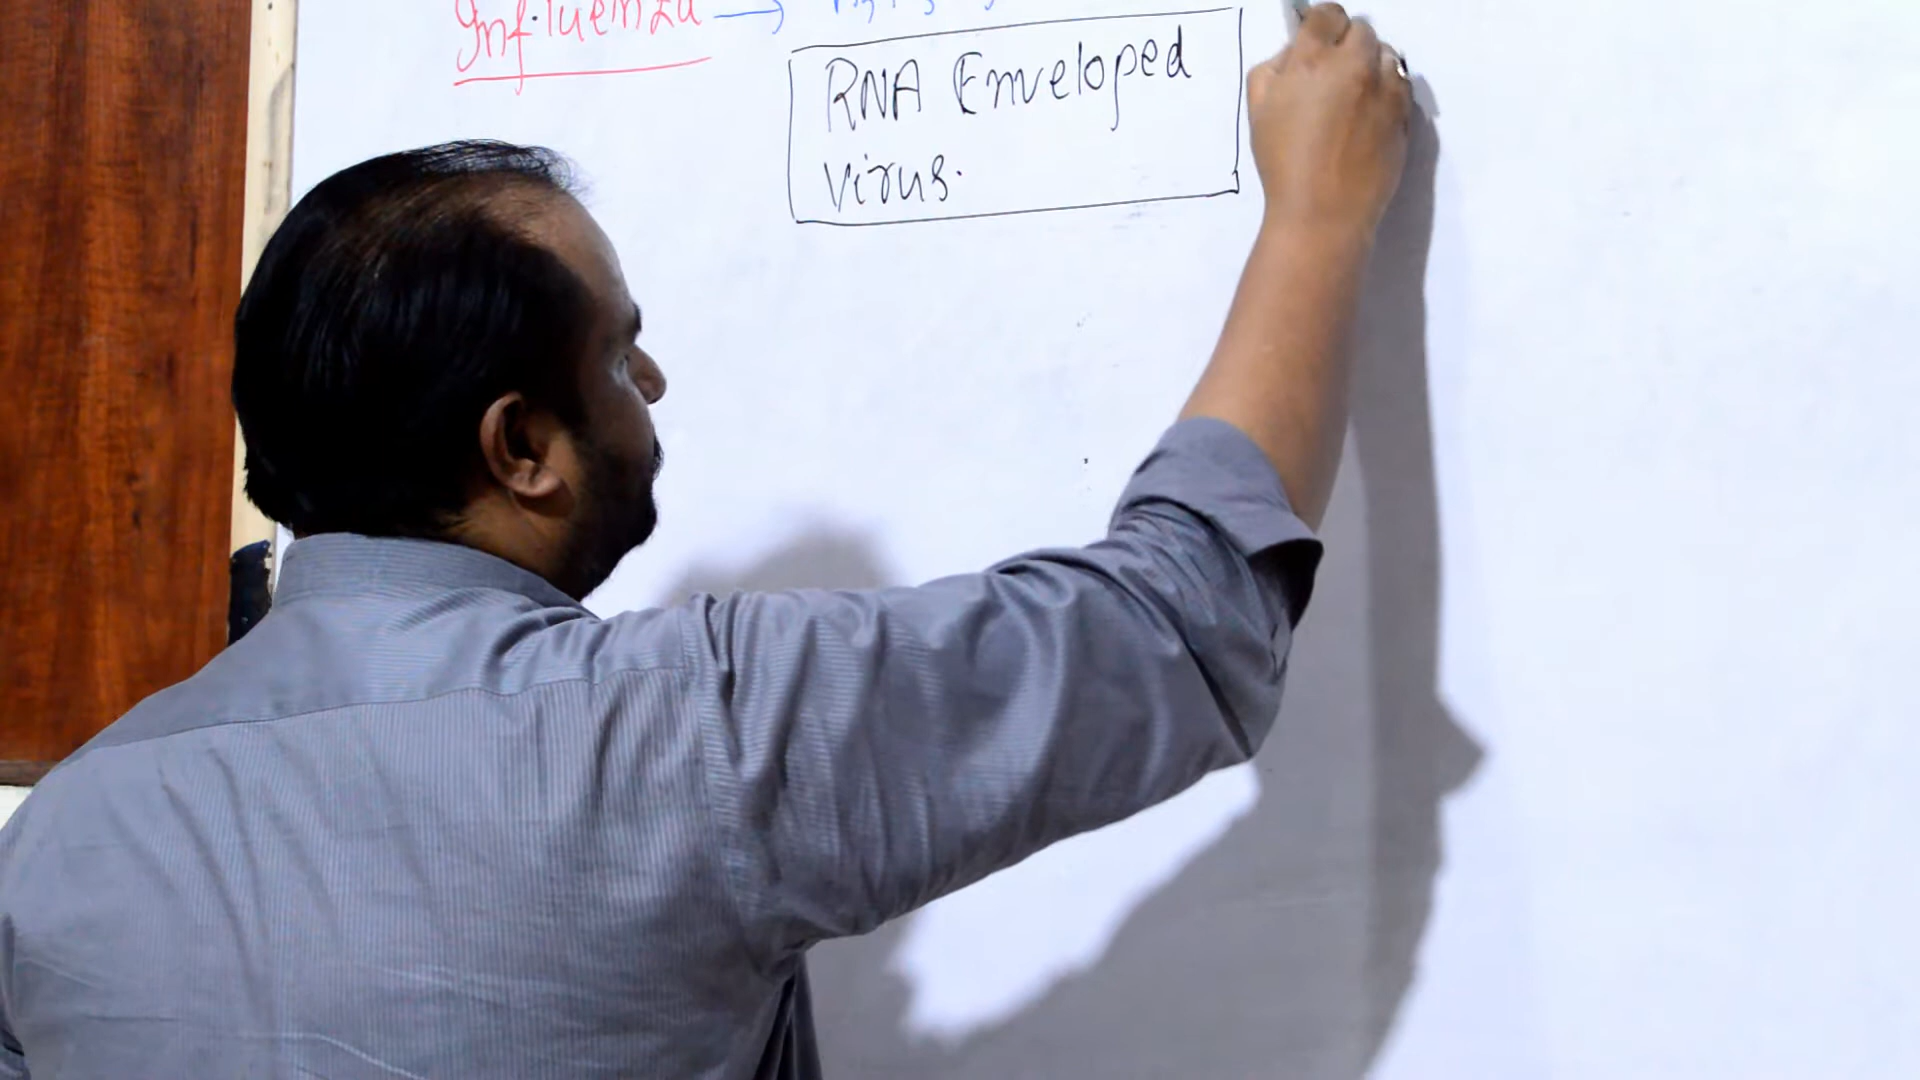 Influenza →
RNA Enveloped
virus.